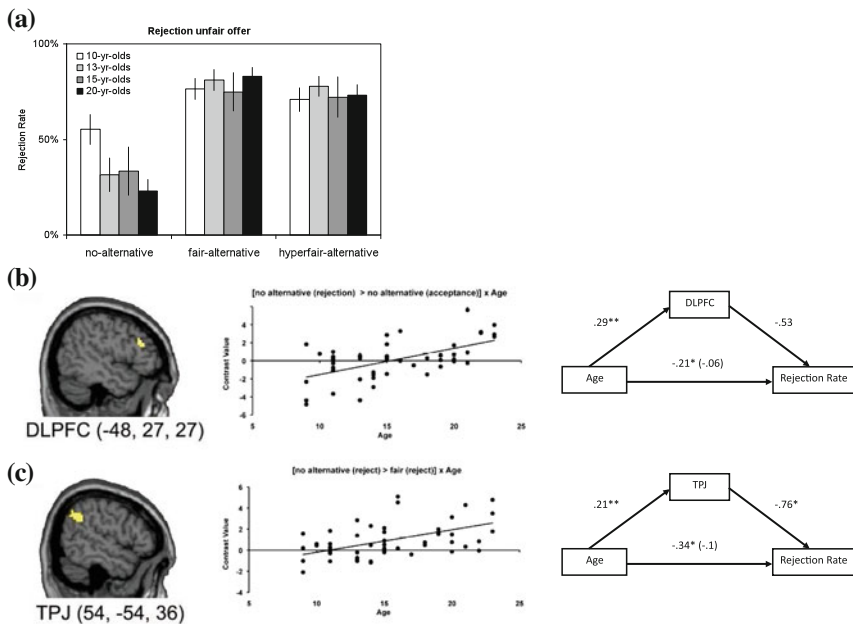 (a)
Rejection unfair offer
100%
10-yr-olds
13-yr-olds
15-yr-olds
20-yr-olds
Rejection Rate
50%
0%
no-alternative fair-alternative hyperfair-alternative
(b)
DLPFC (-48, 27, 27)
[no alternative (rejection) > no alternative (acceptance)] x Age
Contrast Value
6
4
2
0
-2
-4
-6
5 10 15 20 25
Age
DLPFC
.29** -.53
-.21* (-.06)
Age Rejection Rate
(c)
TPJ (54, -54, 36)
[no alternative (reject) > fair (reject)] x Age
Contrast Value
6
4
2
0
-2
-4
5 10 15 20 25
Age
TPJ
.21** -.76*
-.34* (-.1)
Age Rejection Rate